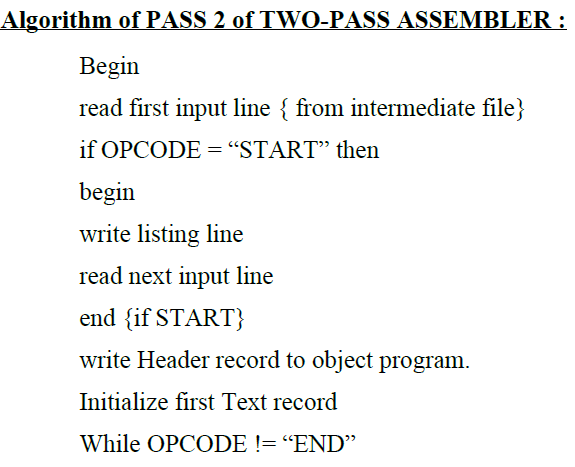 Algorithm of PASS 2 of TWO-PASS ASSEMBLER :
Begin
read first input line { from intermediate file}
if OPCODE = “START” then
begin
write listing line
read next input line
end {if START}
write Header record to object program.
Initialize first Text record
While OPCODE != “END”